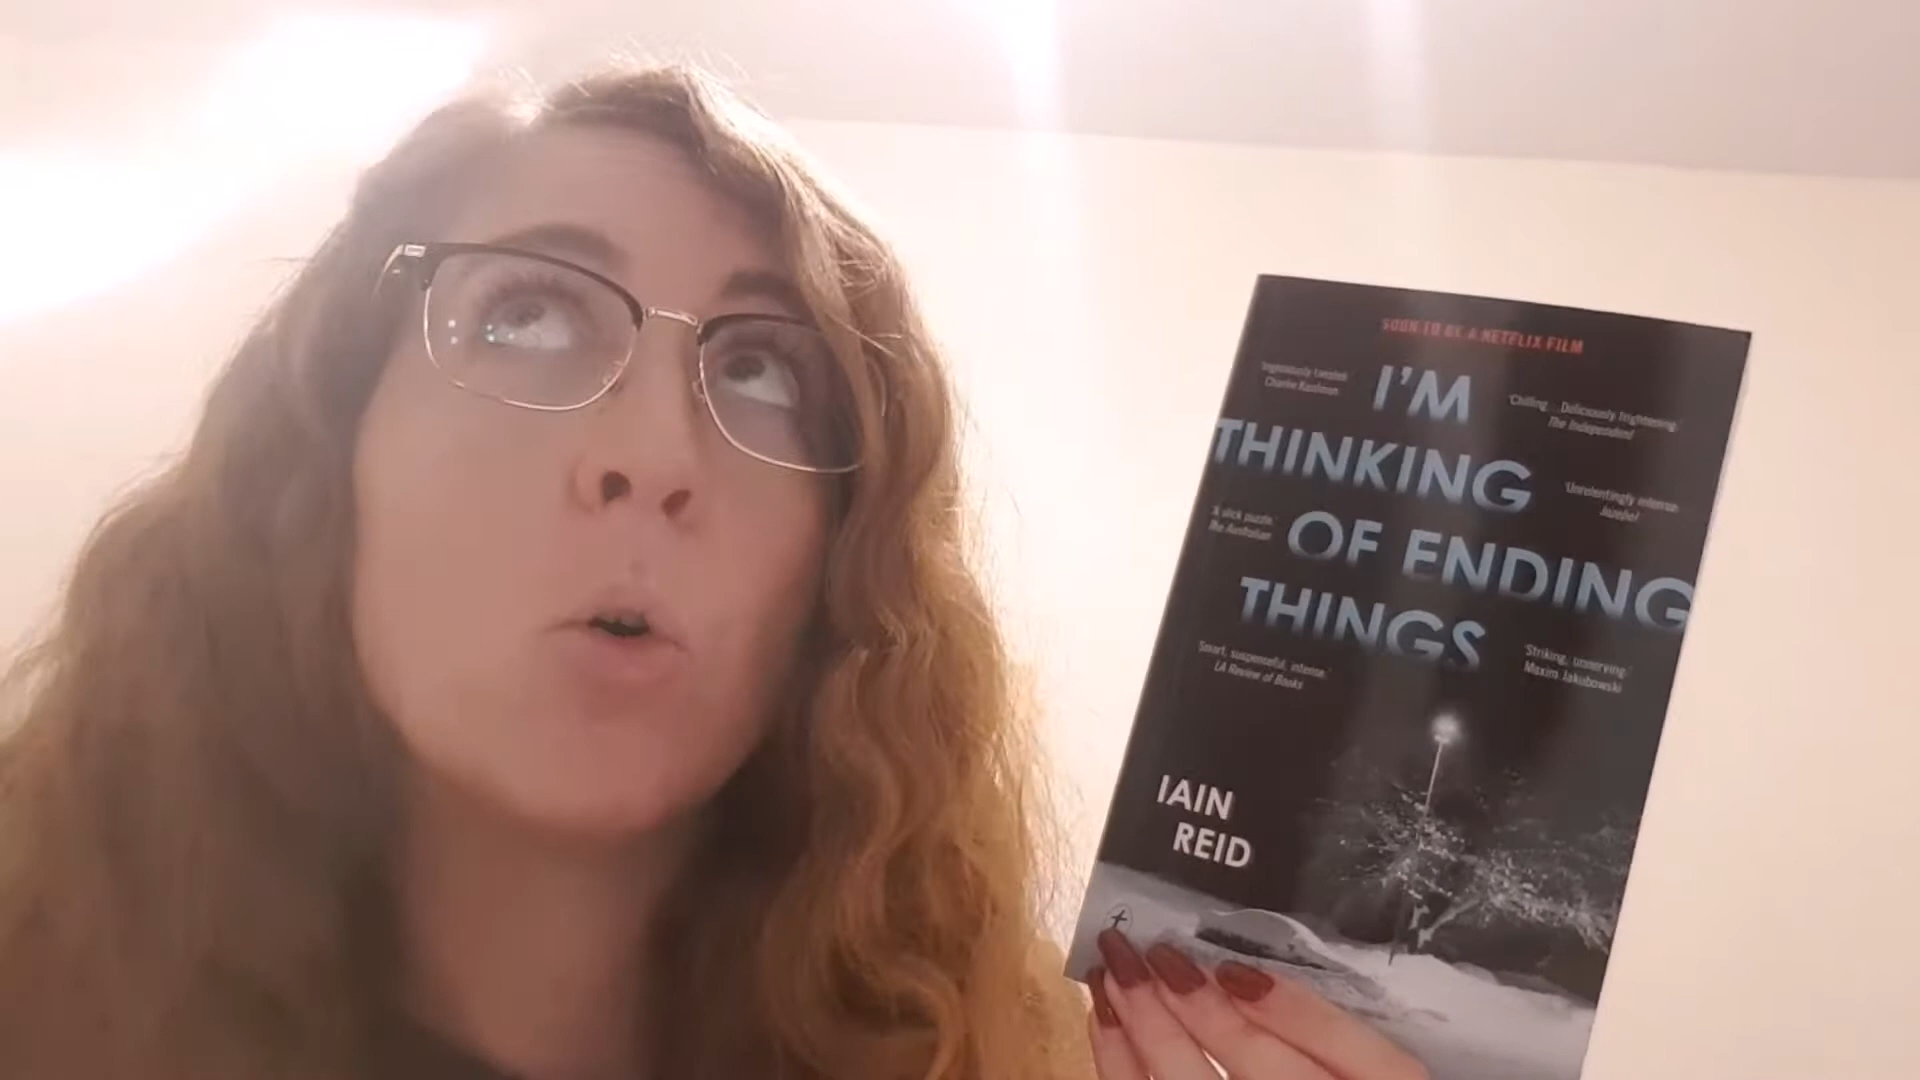 SOON TO BE A NETFLIX FILM
'Ingeniously twisted.'
Charlie Kaufman
I'M
'Chilling...Deliciously frightening.'
The Independent
THINKING
'Unrelentingly intense.'
Jezebel
'A slick puzzle.'
The Australian
OF ENDING
THINGS
'Smart, suspenseful, intense.'
LA Review of Books
'Striking, unnerving.'
Maxim Jakubowski
IAIN
REID